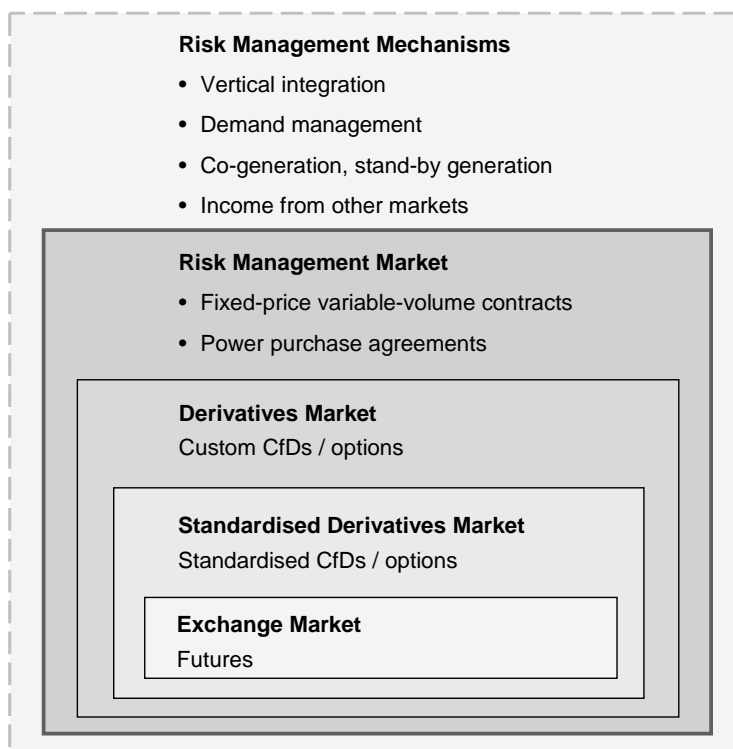 Risk Management Mechanisms
• Vertical integration
• Demand management
• Co-generation, stand-by generation
• Income from other markets
Risk Management Market
• Fixed-price variable-volume contracts
• Power purchase agreements
Derivatives Market
Custom CfDs / options
Standardised Derivatives Market
Standardised CfDs / options
Exchange Market
Futures